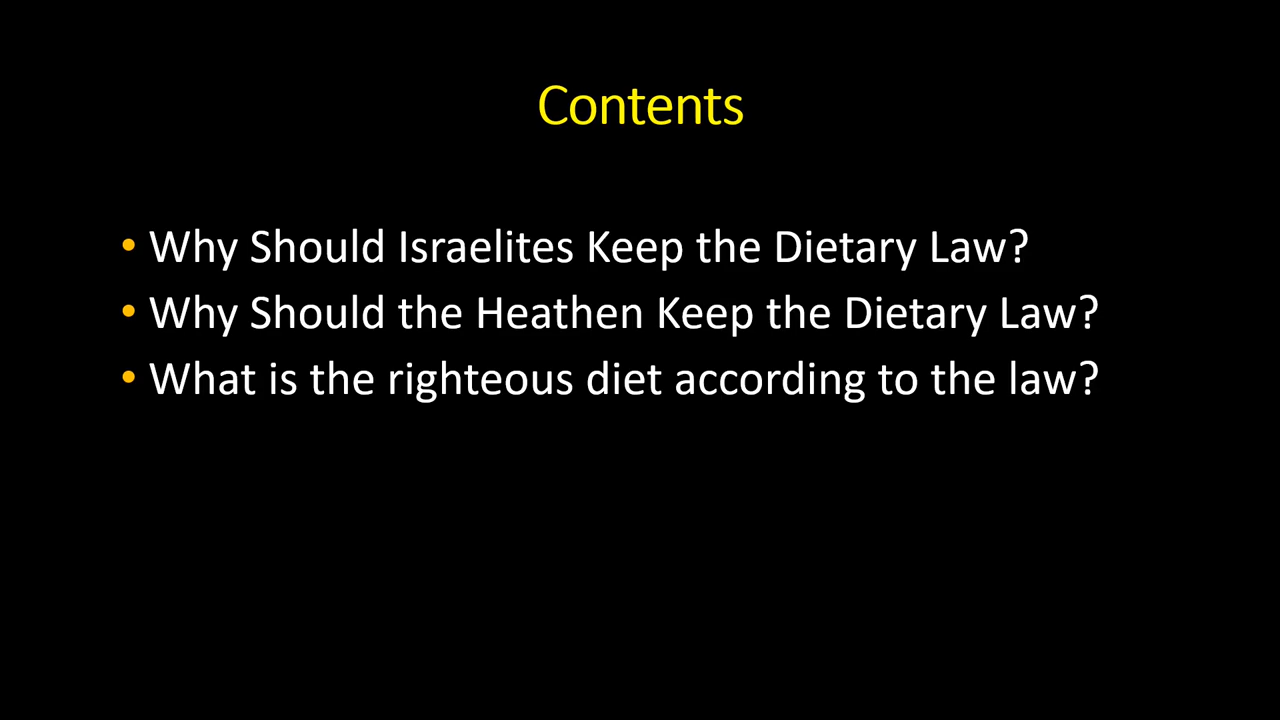 Contents
• Why Should Israelites Keep the Dietary Law?
• Why Should the Heathen Keep the Dietary Law?
• What is the righteous diet according to the law?